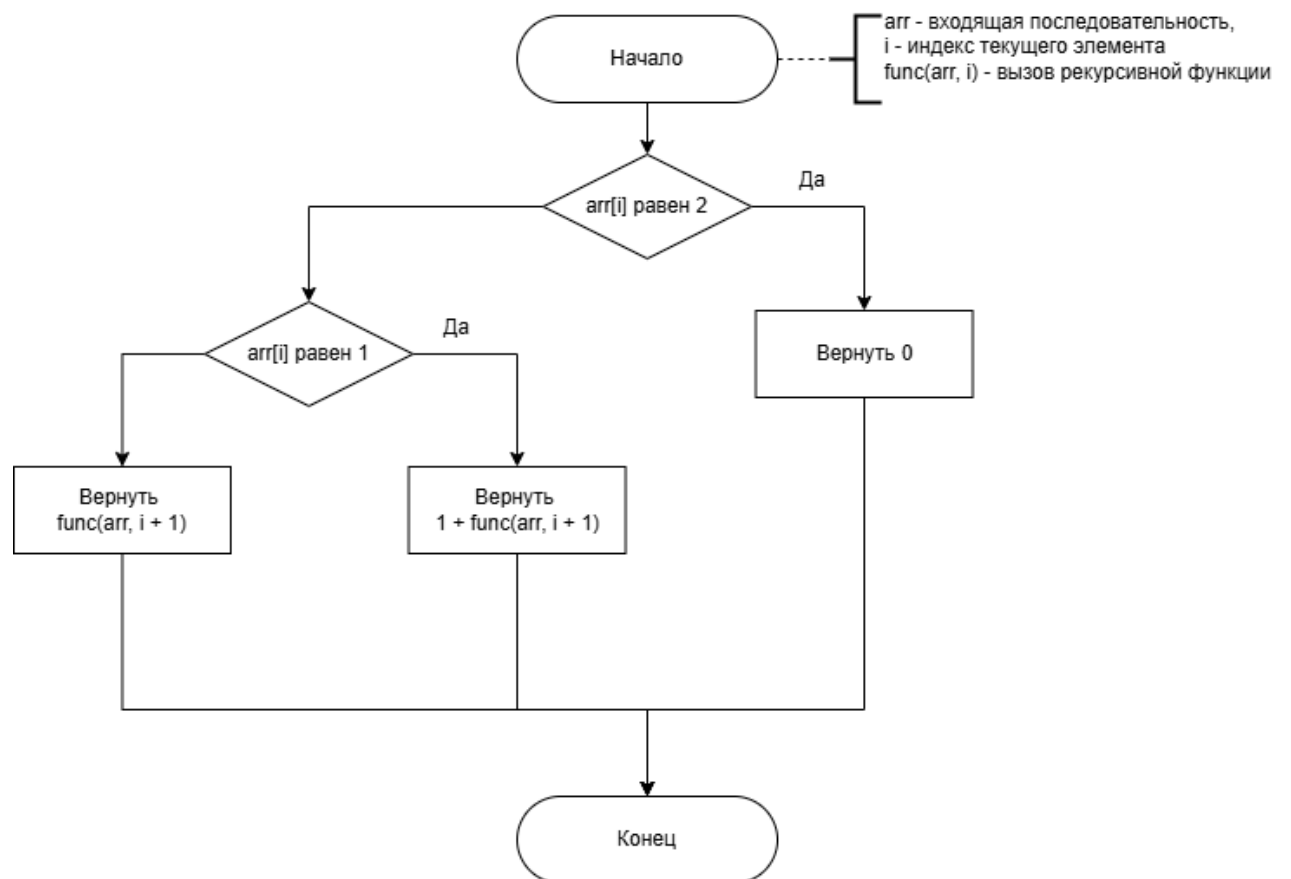 Начало
arr - входящая последовательность,
i - индекс текущего элемента
func(arr, i) - вызов рекурсивной функции
Да
arr[i] равен 2
Да
arr[i] равен 1
Вернуть 0
Вернуть
func(arr, i + 1)
Вернуть
1 + func(arr, i + 1)
Конец